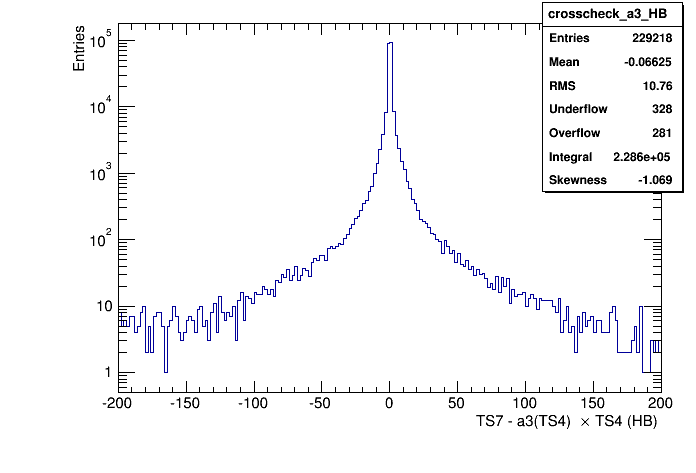 crosscheck_a3_HB
Entries 229218
Mean -0.06625
RMS 10.76
Underflow 328
Overflow 281
Integral 2.286e+05
Skewness -1.069
Entries
10^5
10^4
10^3
10^2
10
1
-200 -150 -100 -50 0 50 100 150 200
TS7 - a3(TS4) × TS4 (HB)